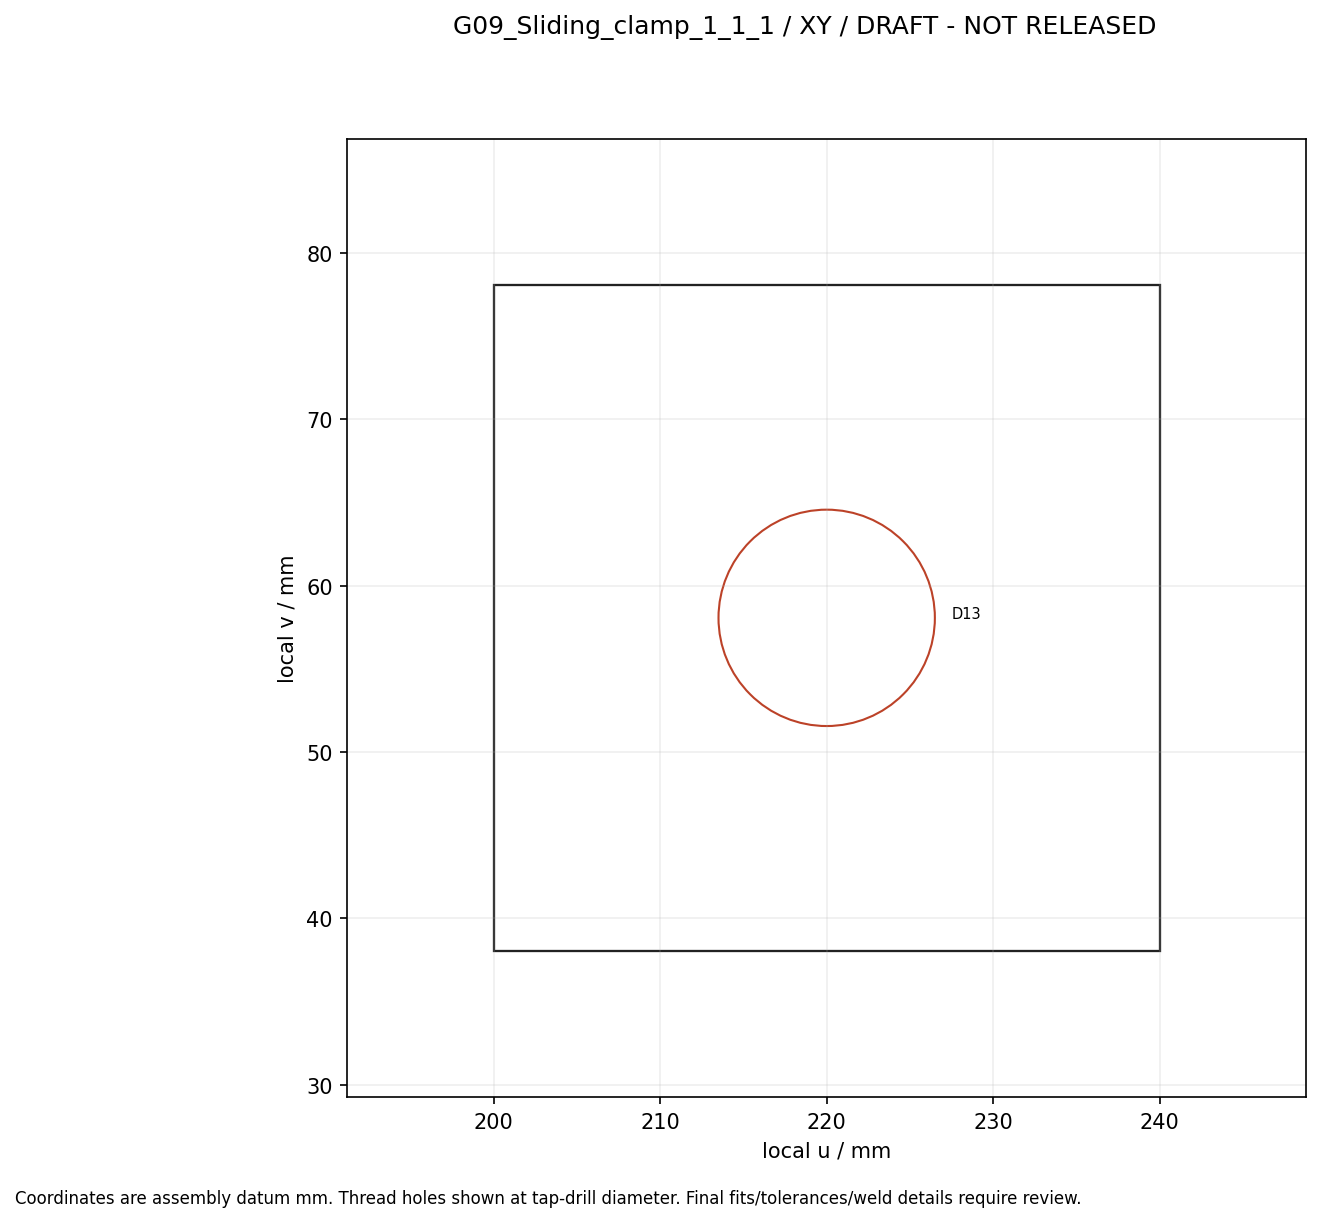 G09_Sliding_clamp_1_1_1 / XY / DRAFT - NOT RELEASED
80
70
60
50
40
30
local v / mm
D13
200 210 220 230 240
local u / mm
Coordinates are assembly datum mm. Thread holes shown at tap-drill diameter. Final fits/tolerances/weld details require review.